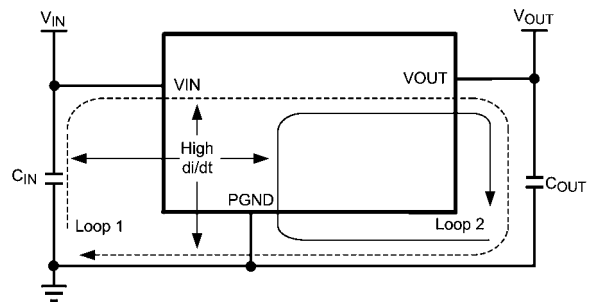 VIN
VOUT
VIN
VOUT
High
di/dt
CIN
COUT
PGND
Loop 1
Loop 2